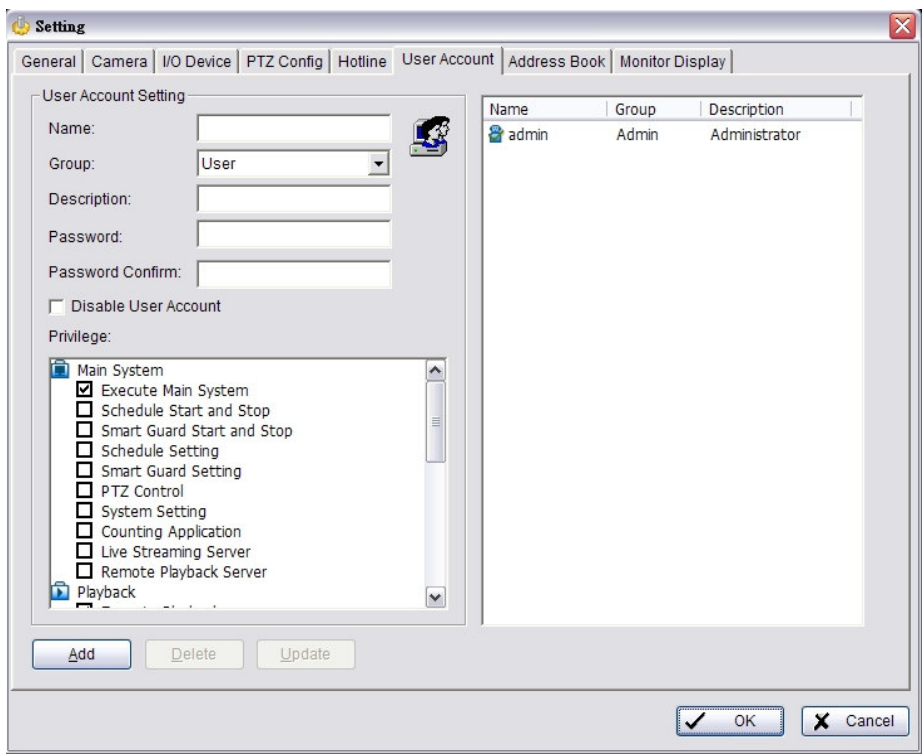 Setting
General Camera I/O Device PTZ Config Hotline User Account Address Book Monitor Display
User Account Setting
Name:
Group: User
Description:
Password:
Password Confirm:
Disable User Account
Privilege:
Main System
Execute Main System
Schedule Start and Stop
Smart Guard Start and Stop
Schedule Setting
Smart Guard Setting
PTZ Control
System Setting
Counting Application
Live Streaming Server
Remote Playback Server
Playback
Add Delete Update
Name Group Description
admin Admin Administrator
OK Cancel